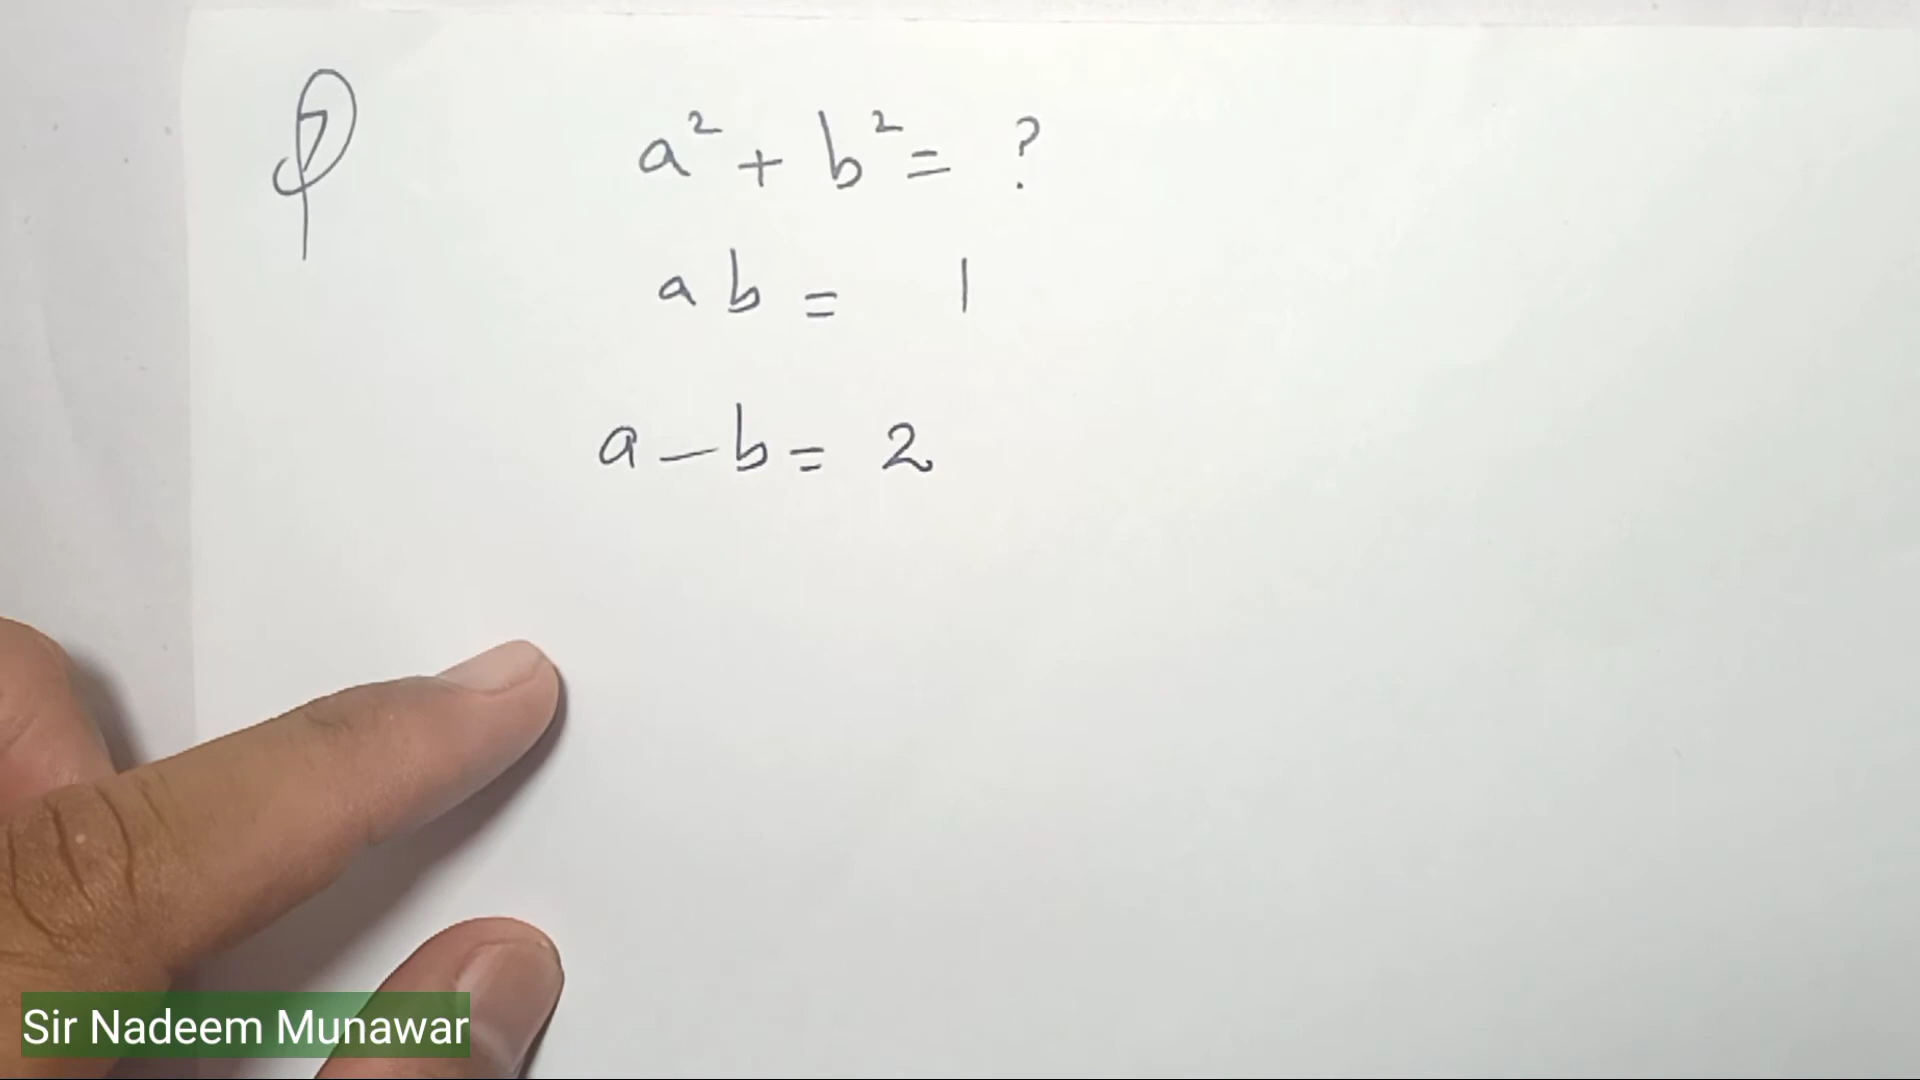 a² + b² = ?
ab = 1
a - b = 2
Sir Nadeem Munawar